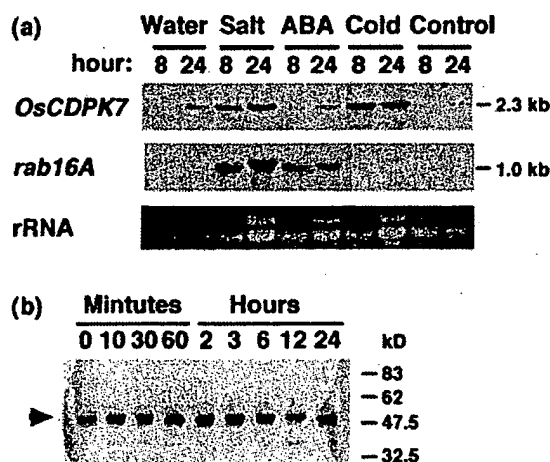 (a) Water Salt ABA Cold Control
hour: 8 24 8 24 8 24 8 24 8 24
OsCDPK7 – 2.3 kb
rab16A – 1.0 kb
rRNA
(b) Mintutes Hours
0 10 30 60 2 3 6 12 24 kD
– 83
– 62
– 47.5
– 32.5